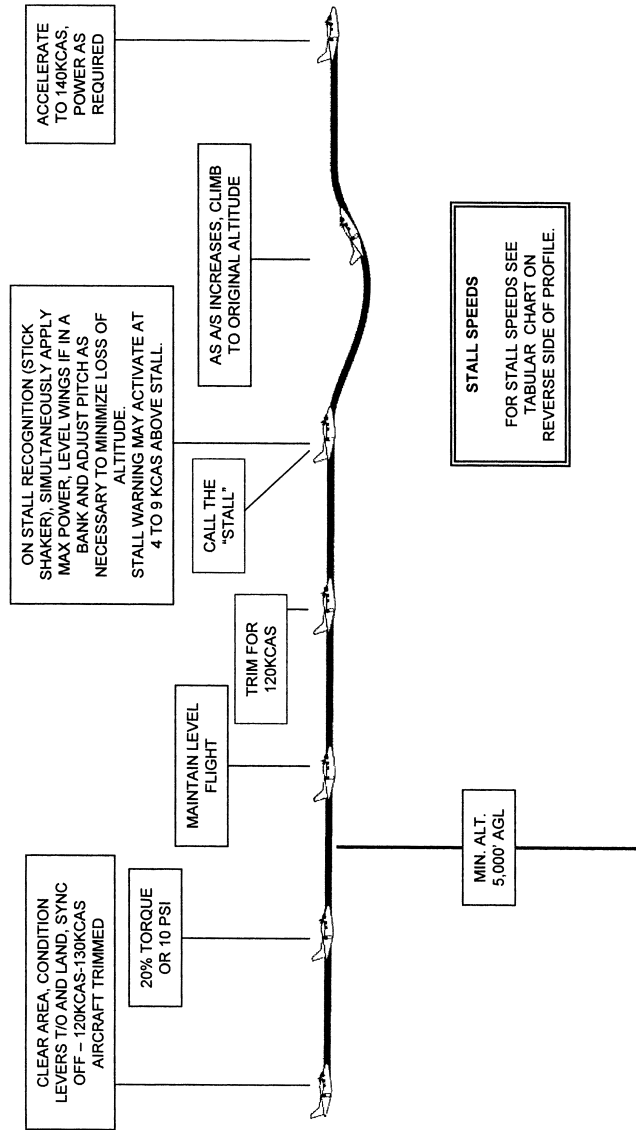 CLEAR AREA, CONDITION
LEVERS T/O AND LAND, SYNC
OFF – 120KCAS-130KCAS
AIRCRAFT TRIMMED
20% TORQUE
OR 10 PSI
MAINTAIN LEVEL
FLIGHT
TRIM FOR
120KCAS
CALL THE
"STALL"
ON STALL RECOGNITION (STICK
SHAKER), SIMULTANEOUSLY APPLY
MAX POWER, LEVEL WINGS IF IN A
BANK AND ADJUST PITCH AS
NECESSARY TO MINIMIZE LOSS OF
ALTITUDE.
STALL WARNING MAY ACTIVATE AT
4 TO 9 KCAS ABOVE STALL.
AS A/S INCREASES, CLIMB
TO ORIGINAL ALTITUDE
ACCELERATE
TO 140KCAS,
POWER AS
REQUIRED
MIN. ALT.
5,000' AGL
STALL SPEEDS
FOR STALL SPEEDS SEE
TABULAR CHART ON
REVERSE SIDE OF PROFILE.